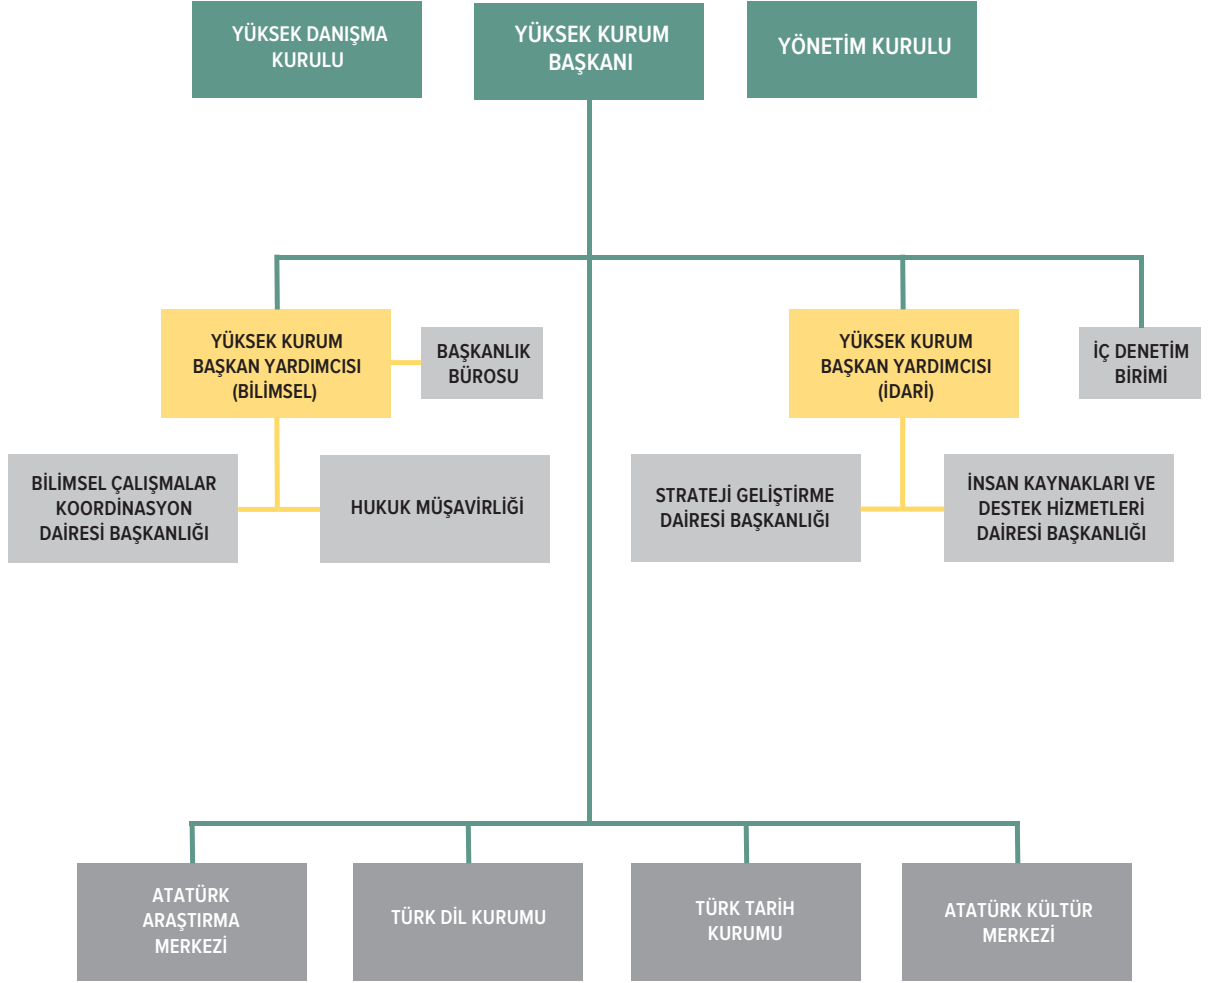 YÜKSEK DANIŞMA
KURULU
YÜKSEK KURUM
BAŞKANI
YÖNETİM KURULU
YÜKSEK KURUM
BAŞKAN YARDIMCISI
(BİLİMSEL)
BAŞKANLIK
BÜROSU
YÜKSEK KURUM
BAŞKAN YARDIMCISI
(İDARİ)
İÇ DENETİM
BİRİMİ
BİLİMSEL ÇALIŞMALAR
KOORDİNASYON
DAİRESİ BAŞKANLIĞI
HUKUK MÜŞAVİRLİĞİ
STRATEJİ GELİŞTİRME
DAİRESİ BAŞKANLIĞI
İNSAN KAYNAKLARI VE
DESTEK HİZMETLERİ
DAİRESİ BAŞKANLIĞI
ATATÜRK
ARAŞTIRMA
MERKEZİ
TÜRK DİL KURUMU
TÜRK TARİH
KURUMU
ATATÜRK KÜLTÜR
MERKEZİ